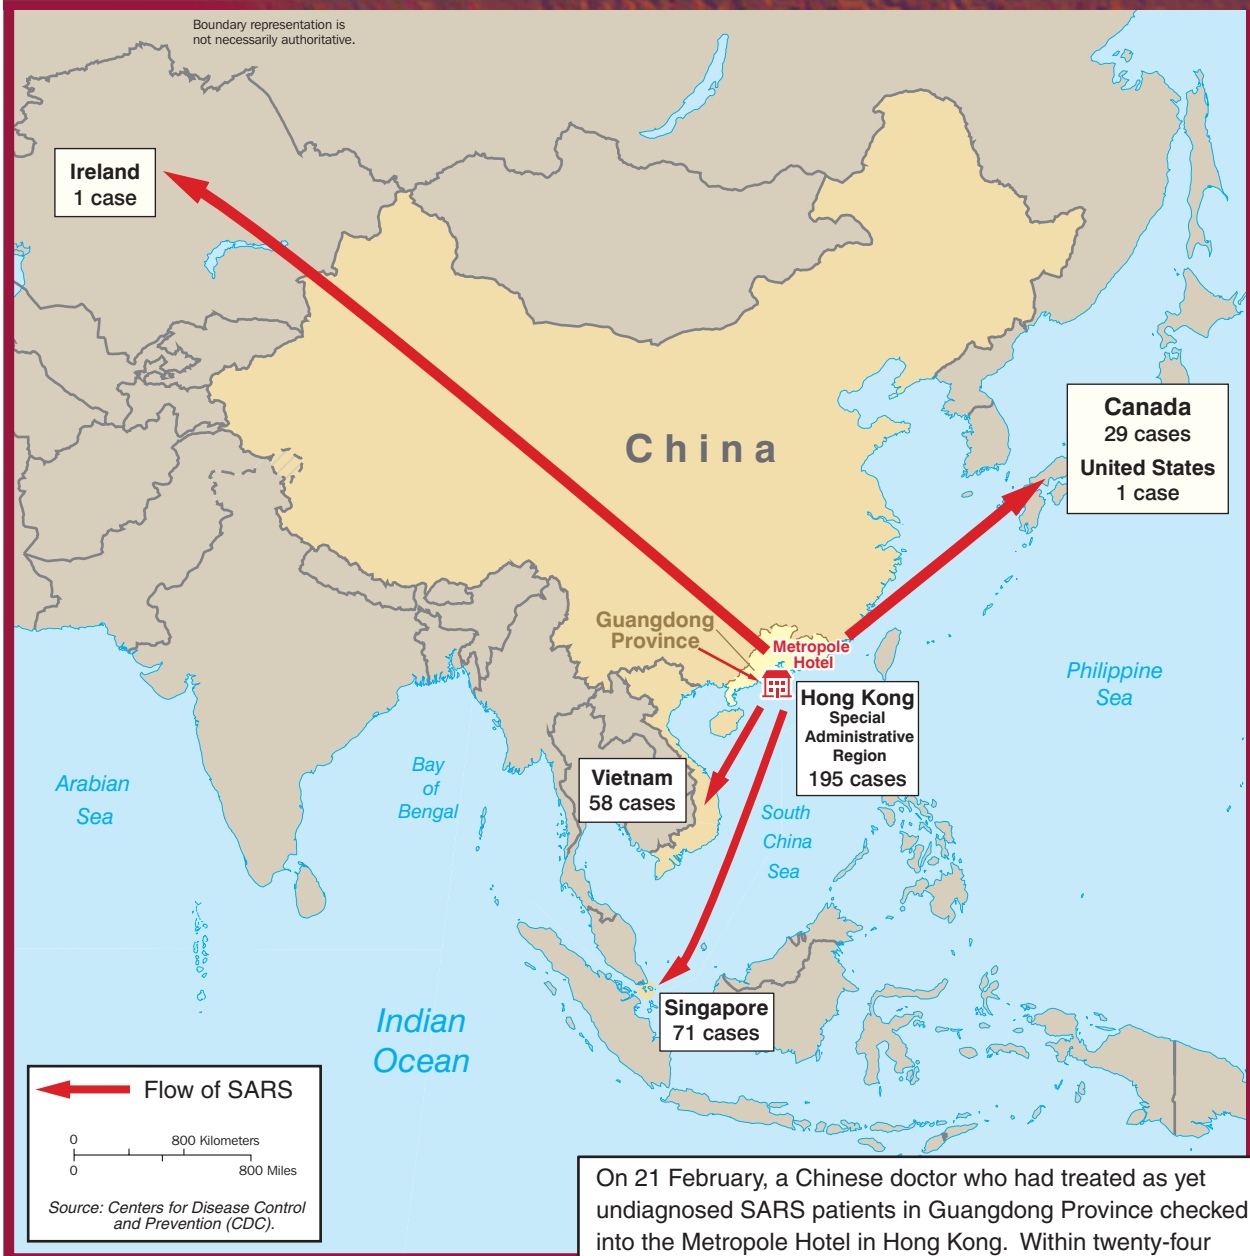 Boundary representation is
not necessarily authoritative.
Ireland
1 case
China
Canada
29 cases
United States
1 case
Guangdong
Province
Metropole
Hotel
Hong Kong
Special
Administrative
Region
195 cases
Philippine
Sea
Vietnam
58 cases
Arabian
Sea
Bay
of
Bengal
South
China
Sea
Singapore
71 cases
Indian
Ocean
Flow of SARS
0 800 Kilometers
0 800 Miles
Source: Centers for Disease Control
and Prevention (CDC).
On 21 February, a Chinese doctor who had treated as yet
undiagnosed SARS patients in Guangdong Province checked
into the Metropole Hotel in Hong Kong. Within twenty-four